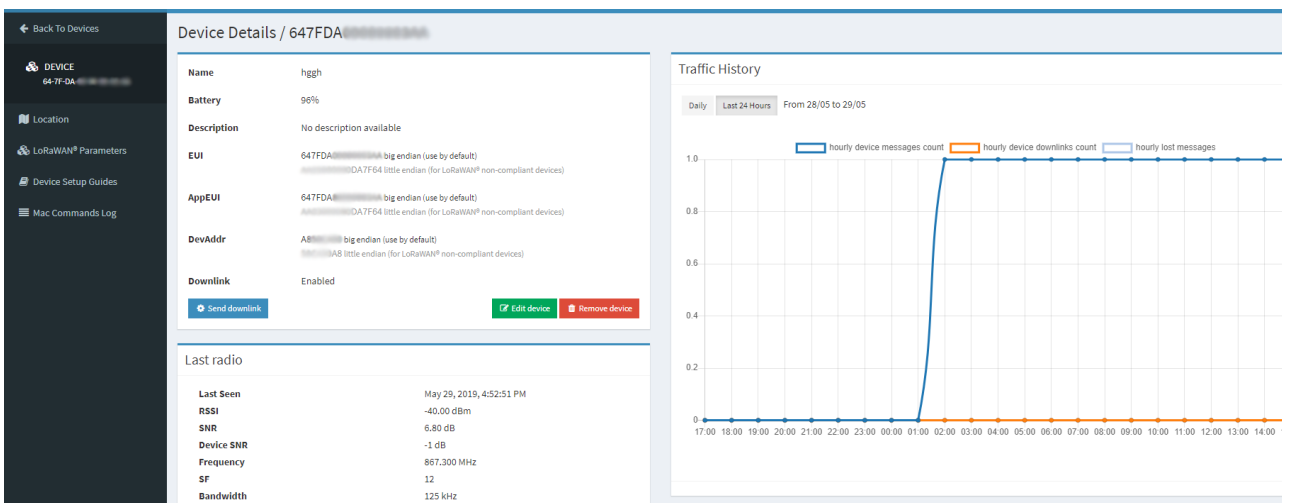 Back To Devices
DEVICE
64-7F-DA-
Location
LoRaWAN® Parameters
Device Setup Guides
Mac Commands Log
Device Details / 647FDA
Name hggh
Battery 96%
Description No description available
EUI 647FDA big endian (use by default)
DA7F64 little endian (for LoRaWAN® non-compliant devices)
AppEUI 647FDA big endian (use by default)
DA7F64 little endian (for LoRaWAN® non-compliant devices)
DevAddr A8 big endian (use by default)
A8 little endian (for LoRaWAN® non-compliant devices)
Downlink Enabled
Send downlink Edit device Remove device
Last radio
Last Seen May 29, 2019, 4:52:51 PM
RSSI -40.00 dBm
SNR 6.80 dB
Device SNR -1 dB
Frequency 867.300 MHz
SF 12
Bandwidth 125 kHz
Traffic History
Daily Last 24 Hours From 28/05 to 29/05
hourly device messages count hourly device downlinks count hourly lost messages
1.0
0.8
0.6
0.4
0.2
0
17:00 18:00 19:00 20:00 21:00 22:00 23:00 00:00 01:00 02:00 03:00 04:00 05:00 06:00 07:00 08:00 09:00 10:00 11:00 12:00 13:00 14:00